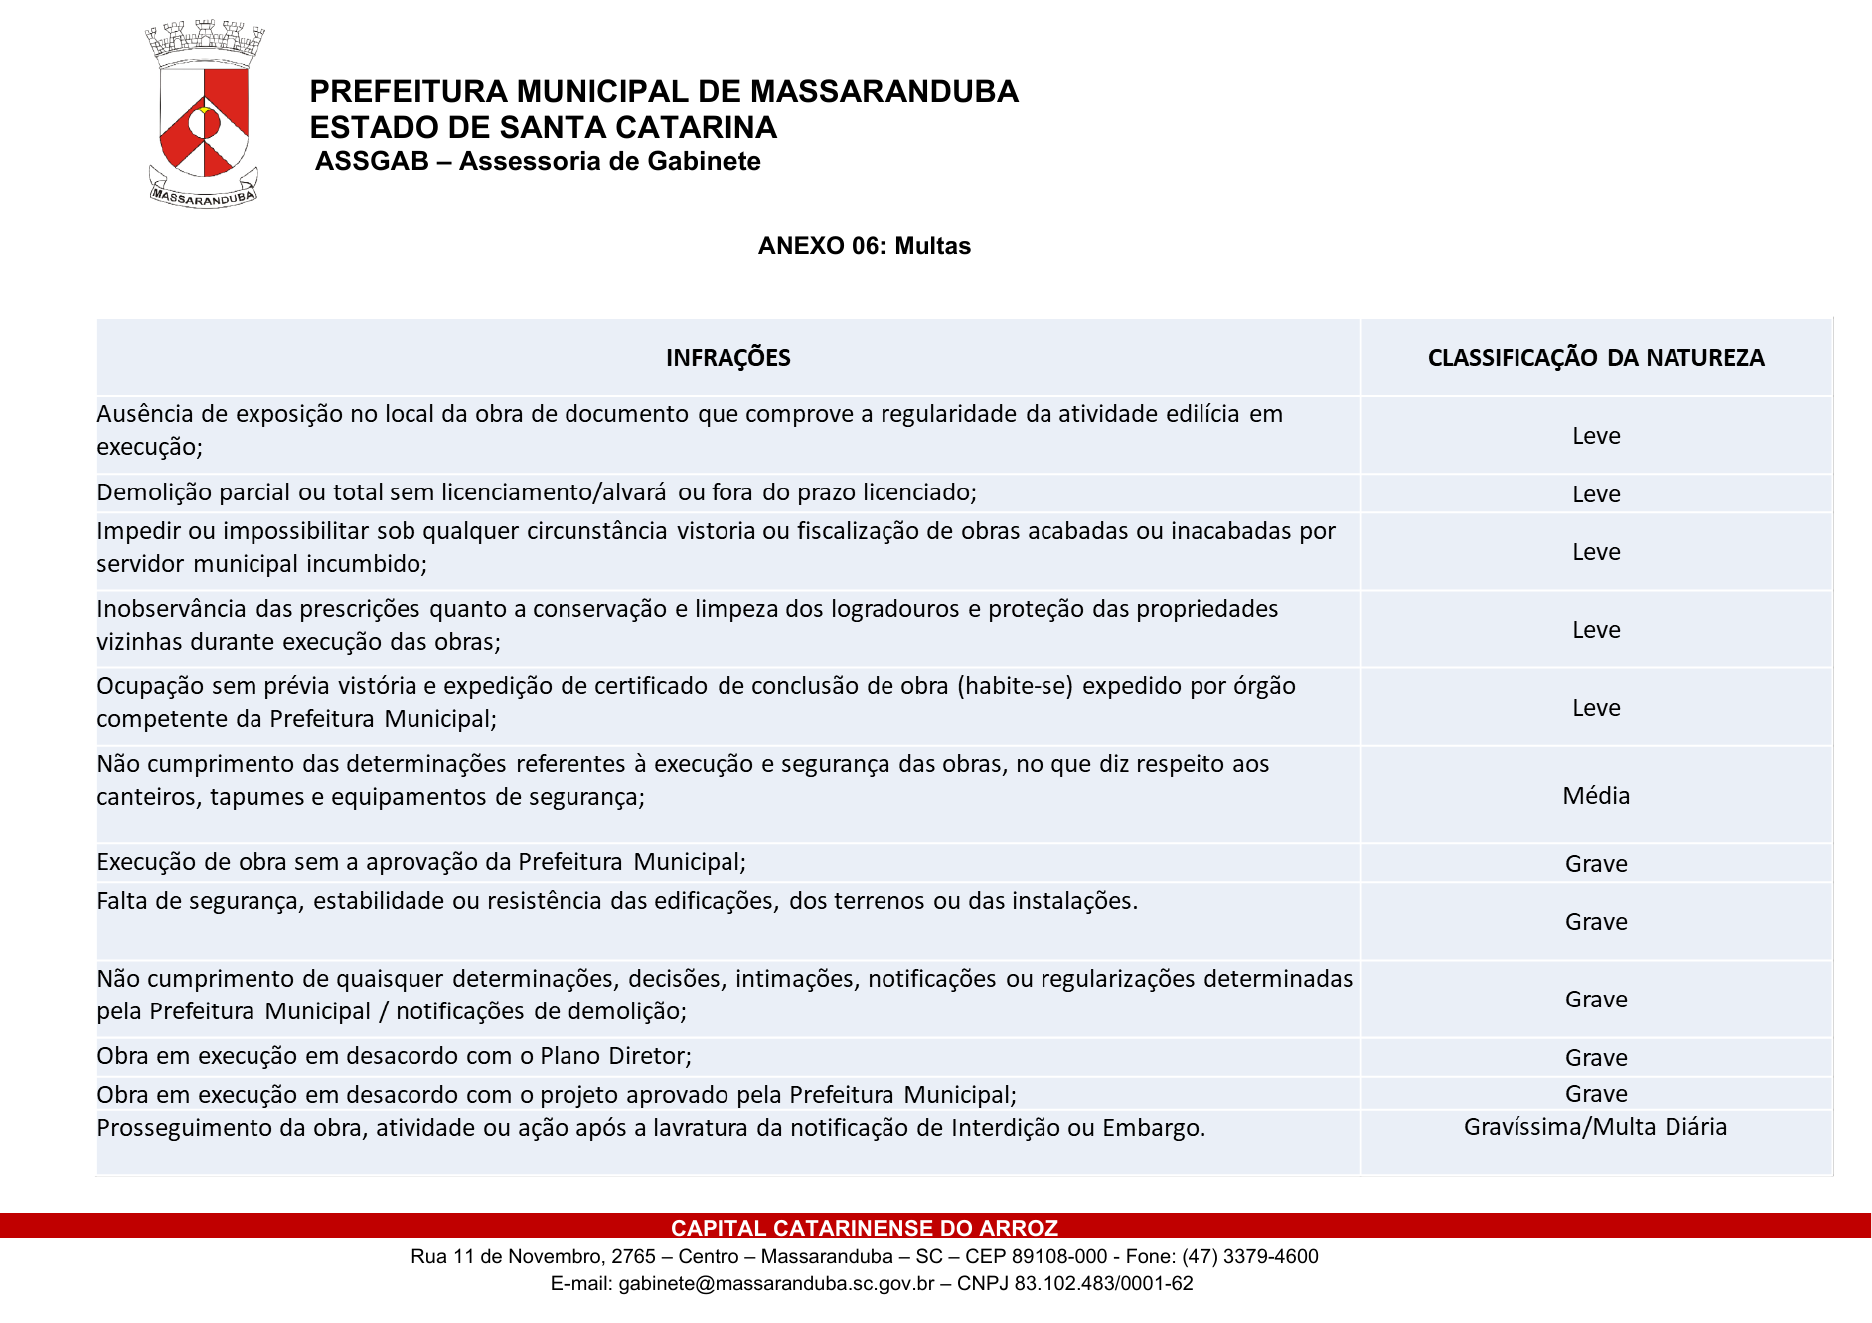 MASSARANDUBA
PREFEITURA MUNICIPAL DE MASSARANDUBA
ESTADO DE SANTA CATARINA
ASSGAB – Assessoria de Gabinete
ANEXO 06: Multas
INFRAÇÕES
CLASSIFICAÇÃO DA NATUREZA
Ausência de exposição no local da obra de documento que comprove a regularidade da atividade edilícia em
execução;
Leve
Demolição parcial ou total sem licenciamento/alvará ou fora do prazo licenciado;
Leve
Impedir ou impossibilitar sob qualquer circunstância vistoria ou fiscalização de obras acabadas ou inacabadas por
servidor municipal incumbido;
Leve
Inobservância das prescrições quanto a conservação e limpeza dos logradouros e proteção das propriedades
vizinhas durante execução das obras;
Leve
Ocupação sem prévia vistória e expedição de certificado de conclusão de obra (habite-se) expedido por órgão
competente da Prefeitura Municipal;
Leve
Não cumprimento das determinações referentes à execução e segurança das obras, no que diz respeito aos
canteiros, tapumes e equipamentos de segurança;
Média
Execução de obra sem a aprovação da Prefeitura Municipal;
Grave
Falta de segurança, estabilidade ou resistência das edificações, dos terrenos ou das instalações.
Grave
Não cumprimento de quaisquer determinações, decisões, intimações, notificações ou regularizações determinadas
pela Prefeitura Municipal / notificações de demolição;
Grave
Obra em execução em desacordo com o Plano Diretor;
Grave
Obra em execução em desacordo com o projeto aprovado pela Prefeitura Municipal;
Grave
Prosseguimento da obra, atividade ou ação após a lavratura da notificação de Interdição ou Embargo.
Gravíssima/Multa Diária
CAPITAL CATARINENSE DO ARROZ
Rua 11 de Novembro, 2765 – Centro – Massaranduba – SC – CEP 89108-000 - Fone: (47) 3379-4600
E-mail: gabinete@massaranduba.sc.gov.br – CNPJ 83.102.483/0001-62